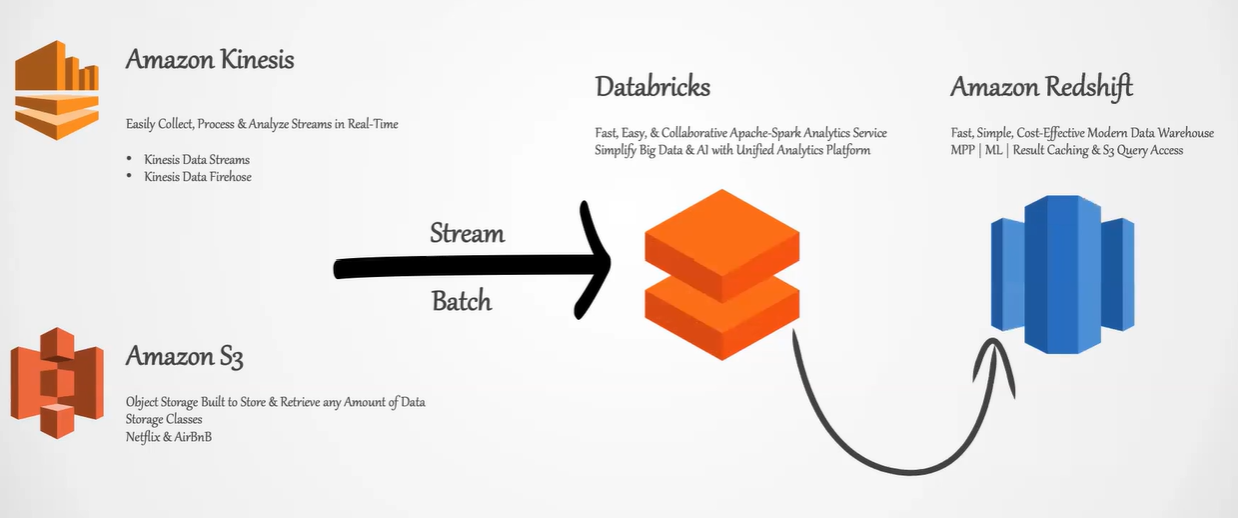 Amazon Kinesis
Easily Collect, Process & Analyze Streams in Real-Time
• Kinesis Data Streams
• Kinesis Data Firehose
Stream
Batch
Amazon S3
Object Storage Built to Store & Retrieve any Amount of Data
Storage Classes
Netflix & AirBnB
Databricks
Fast, Easy, & Collaborative Apache-Spark Analytics Service
Simplify Big Data & AI with Unified Analytics Platform
Amazon Redshift
Fast, Simple, Cost-Effective Modern Data Warehouse
MPP | ML | Result Caching & S3 Query Access